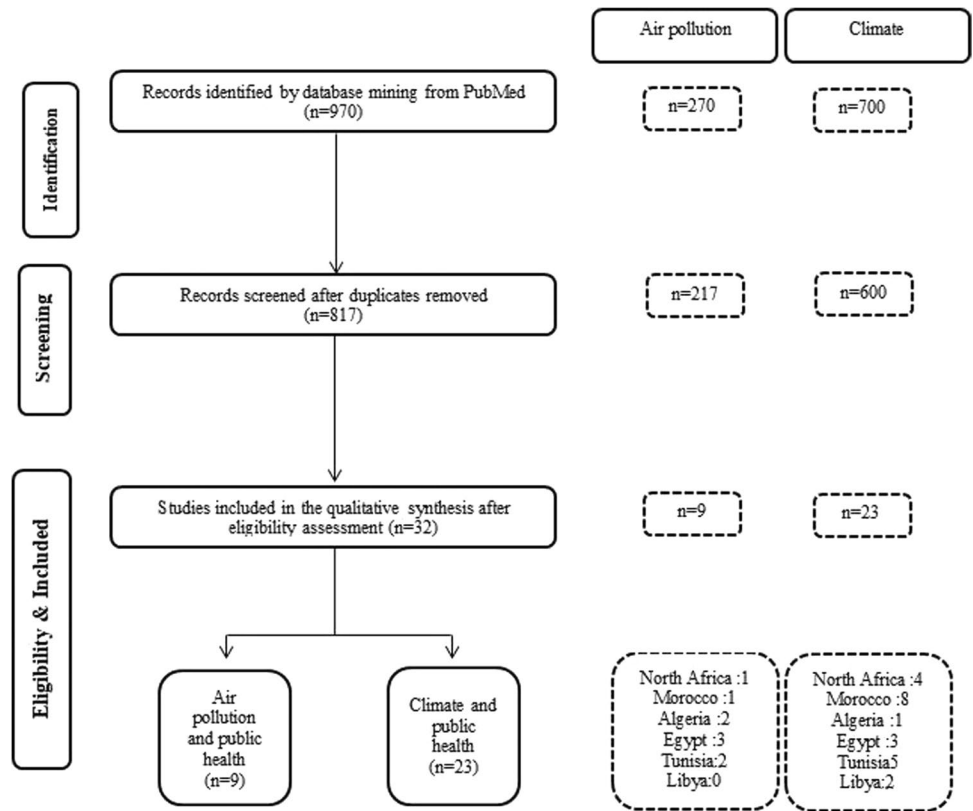 Air pollution
Climate
Identification
Records identified by database mining from PubMed
(n=970)
n=270
n=700
Screening
Records screened after duplicates removed
(n=817)
n=217
n=600
Eligibility & Included
Studies included in the qualitative synthesis after
eligibility assessment (n=32)
n=9
n=23
Air
pollution
and public
health
(n=9)
Climate and
public
health
(n=23)
North Africa :1
Morocco :1
Algeria :2
Egypt :3
Tunisia:2
Libya:0
North Africa :4
Morocco :8
Algeria :1
Egypt :3
Tunisia5
Libya:2